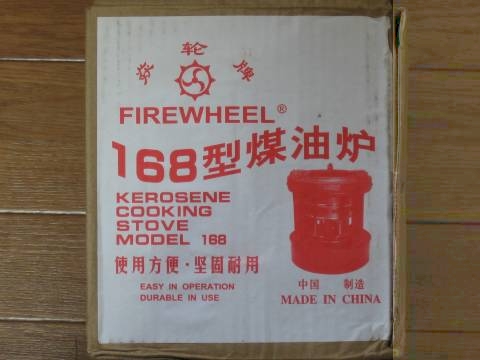 轮牌
FIREWHEEL®
168型煤油炉
KEROSENE
COOKING
STOVE
MODEL 168
使用方便·坚固耐用
EASY IN OPERATION
DURABLE IN USE
中国 制造
MADE IN CHINA